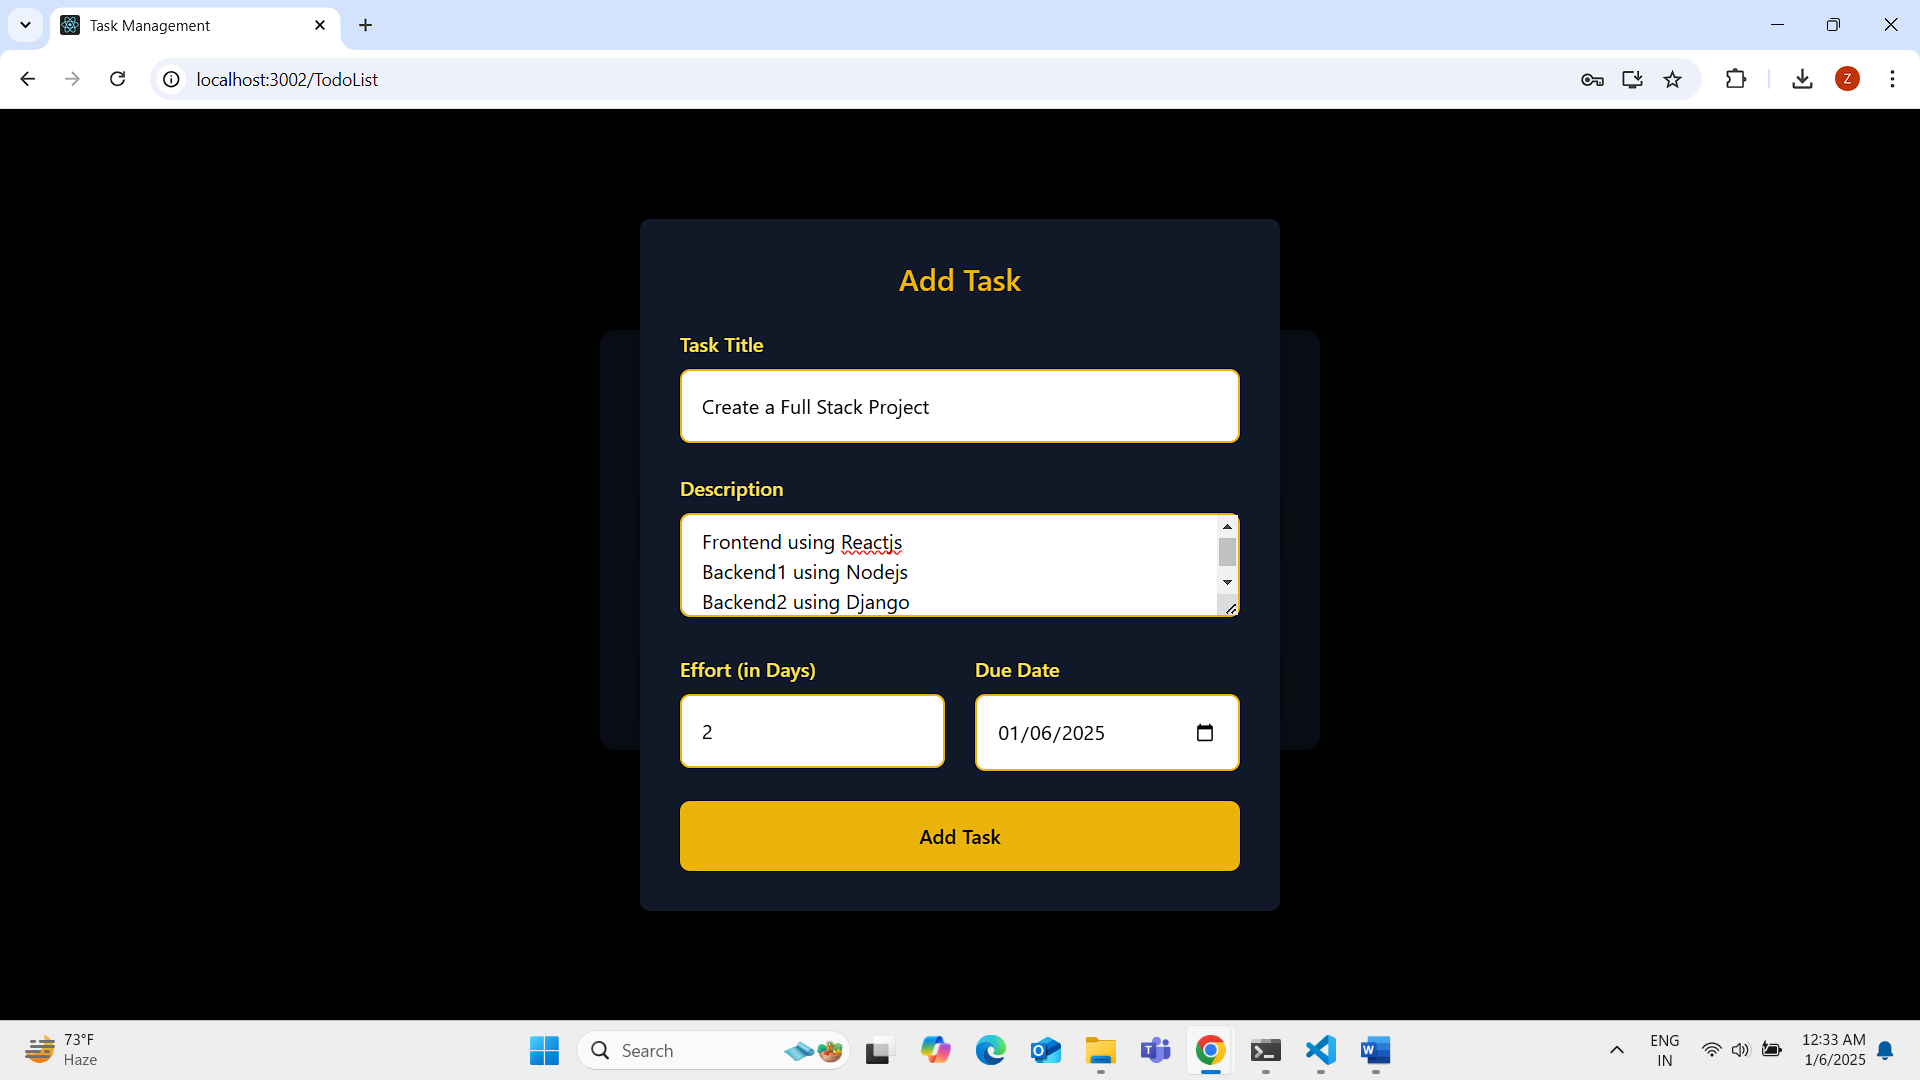 Task Management
localhost:3002/TodoList
Z
Add Task
Task Title
Create a Full Stack Project
Description
Frontend using Reactjs
Backend1 using Nodejs
Backend2 using Django
Effort (in Days)
Due Date
2
01/06/2025
Add Task
73°F
Haze
Search
ENG
IN
12:33 AM
1/6/2025